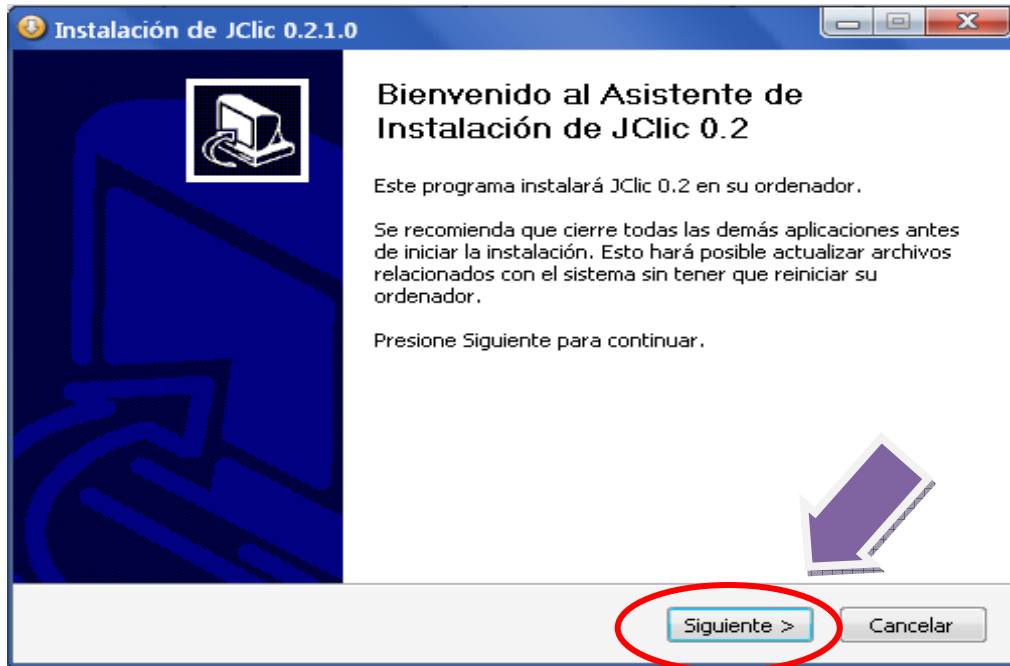 Instalación de JClic 0.2.1.0
Bienvenido al Asistente de
Instalación de JClic 0.2
Este programa instalará JClic 0.2 en su ordenador.
Se recomienda que cierre todas las demás aplicaciones antes
de iniciar la instalación. Esto hará posible actualizar archivos
relacionados con el sistema sin tener que reiniciar su
ordenador.
Presione Siguiente para continuar.
Siguiente >
Cancelar